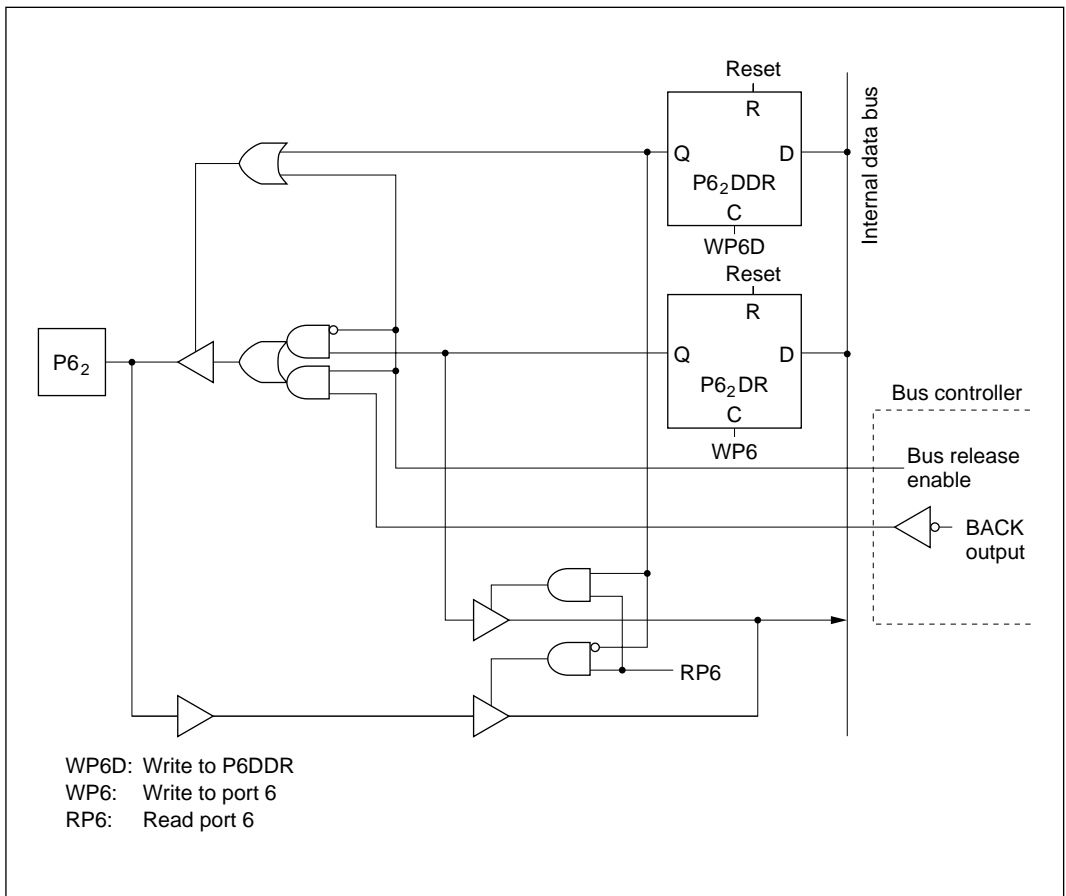 Reset
R
Q D
P6₂DDR
C
WP6D
Internal data bus
Reset
R
P6₂
Q D
P6₂DR
C
WP6
Bus controller
Bus release
enable
BACK
output
RP6
WP6D: Write to P6DDR
WP6: Write to port 6
RP6: Read port 6